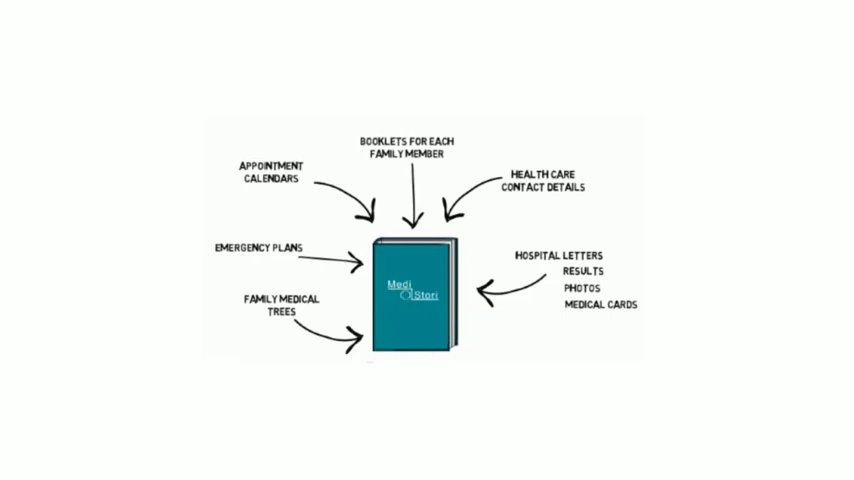 BOOKLETS FOR EACH
FAMILY MEMBER
APPOINTMENT
CALENDARS
HEALTH CARE
CONTACT DETAILS
EMERGENCY PLANS
HOSPITAL LETTERS
RESULTS
PHOTOS
MEDICAL CARDS
FAMILY MEDICAL
TREES
Medi
Stori